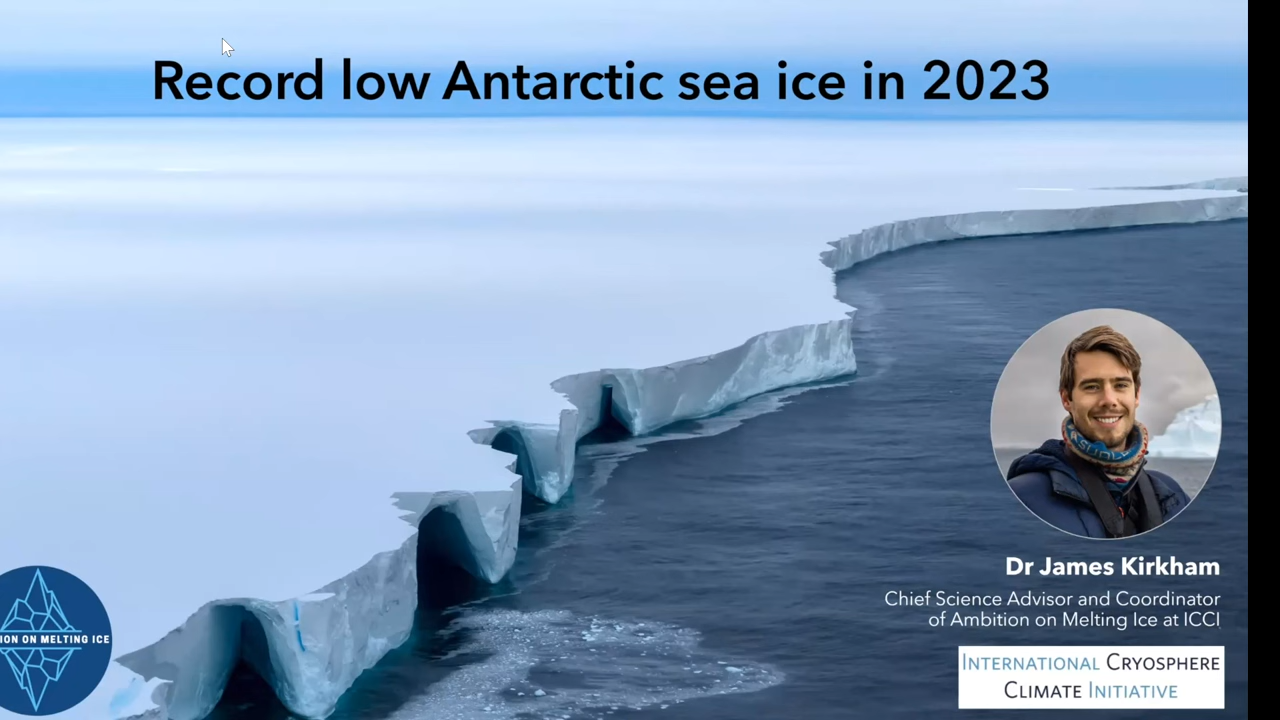 Record low Antarctic sea ice in 2023
Dr James Kirkham
Chief Science Advisor and Coordinator
of Ambition on Melting Ice at ICCI
ION ON MELTING ICE
INTERNATIONAL CRYOSPHERE
CLIMATE INITIATIVE